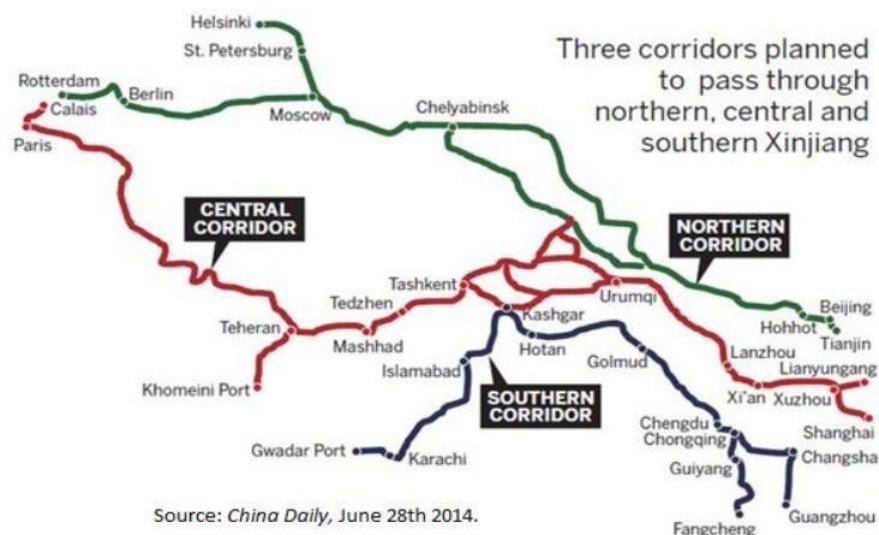 Helsinki
St. Petersburg
Three corridors planned
to pass through
northern, central and
southern Xinjiang
Rotterdam
Calais
Berlin
Moscow
Chelyabinsk
Paris
CENTRAL
CORRIDOR
NORTHERN
CORRIDOR
Tashkent
Urumqi
Tedzhen
Beijing
Teheran
Kashgar
Hohhot
Mashhad
Hotan
Tianjin
Golmud
Lanzhou
Islamabad
Lianyungang
Khomeini Port
SOUTHERN
CORRIDOR
Xi'an
Xuzhou
Chengdu
Shanghai
Chongqing
Gwadar Port
Karachi
Guiyang
Changsha
Source: China Daily, June 28th 2014.
Fangcheng
Guangzhou